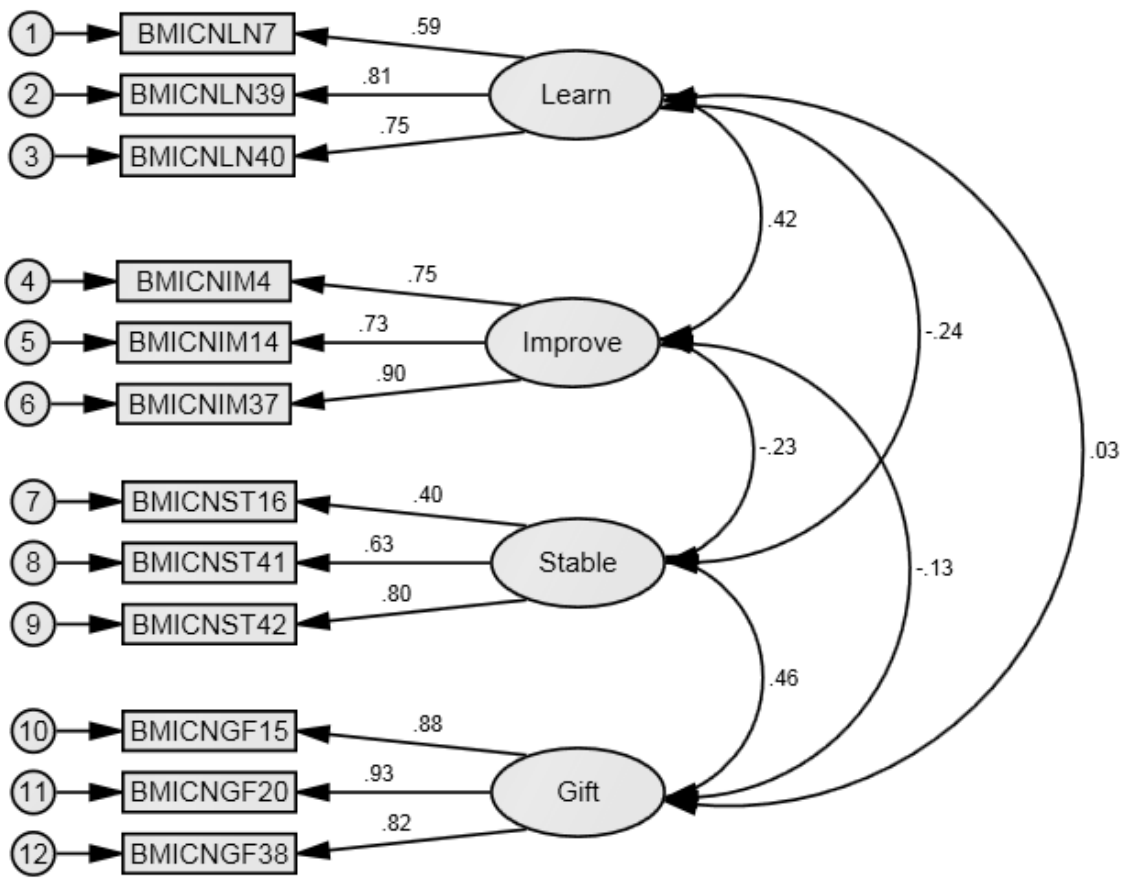 1 BMICNLN7 .59
2 BMICNLN39 .81 Learn
3 BMICNLN40 .75
.42
4 BMICNIM4 .75
5 BMICNIM14 .73 Improve -.24
6 BMICNIM37 .90
-.23 .03
7 BMICNST16 .40
8 BMICNST41 .63 Stable -.13
9 BMICNST42 .80
.46
10 BMICNGF15 .88
11 BMICNGF20 .93 Gift
12 BMICNGF38 .82